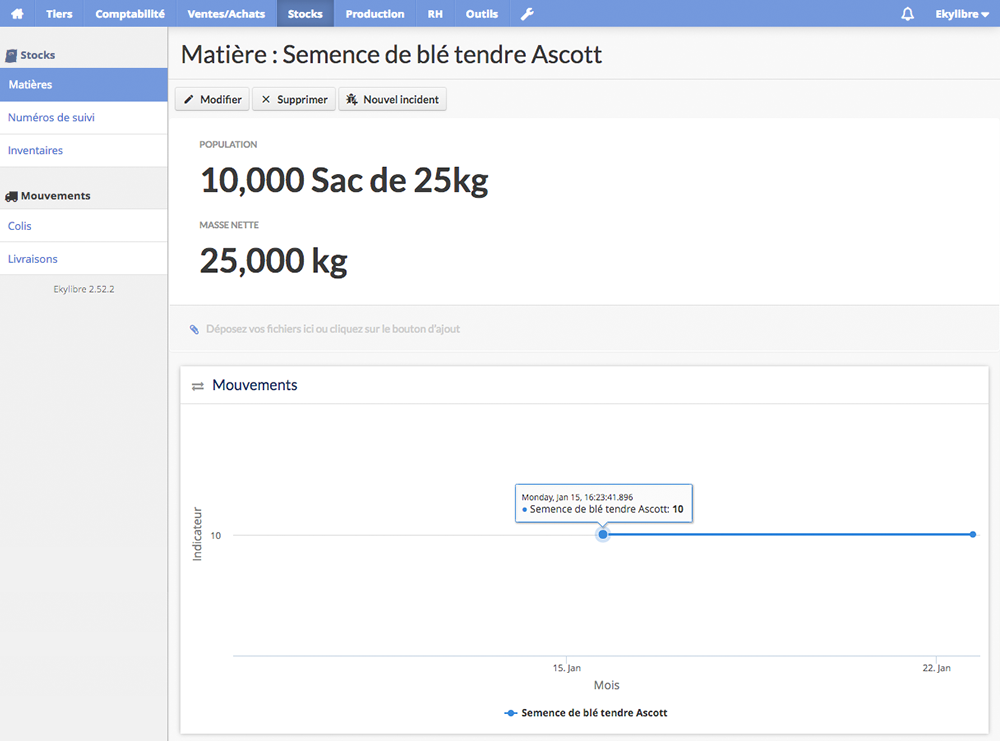 Tiers Comptabilité Ventes/Achats Stocks Production RH Outils Ekylibre
Stocks
Matières
Numéros de suivi
Inventaires
Mouvements
Colis
Livraisons
Ekylibre 2.52.2
Matière : Semence de blé tendre Ascott
Modifier Supprimer Nouvel incident
POPULATION
10,000 Sac de 25kg
MASSE NETTE
25,000 kg
Déposez vos fichiers ici ou cliquez sur le bouton d'ajout
Mouvements
Monday, Jan 15, 16:23:41.896
Semence de blé tendre Ascott: 10
Indicateur
10
15. Jan 22. Jan
Mois
Semence de blé tendre Ascott